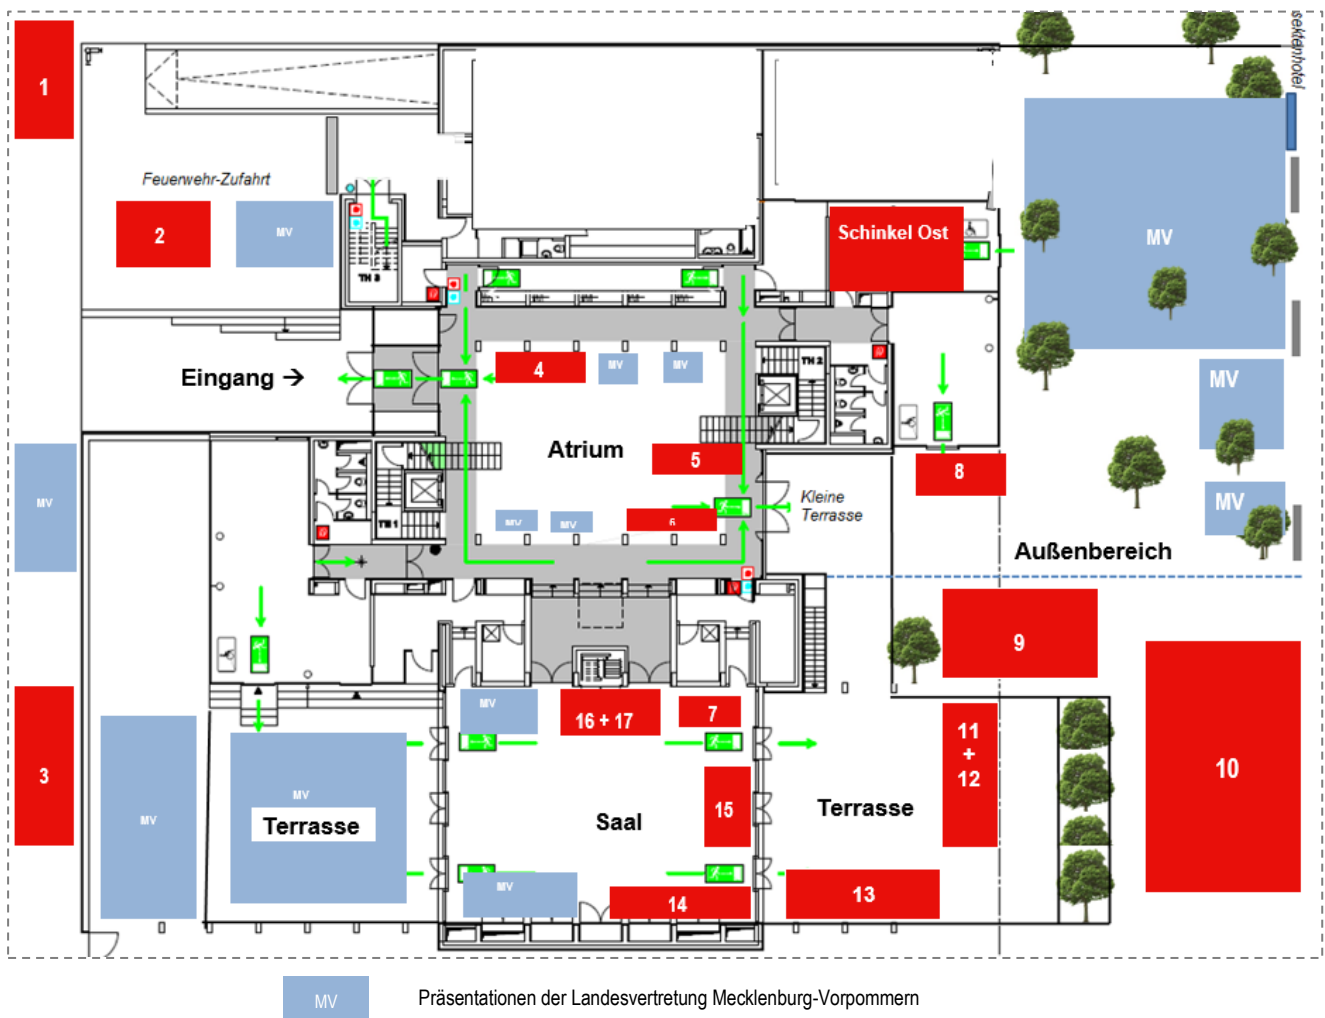 1
sektenhotel
Feuerwehr-Zufahrt
2
MV
TH 3
Schinkel Ost
MV
Eingang →
4
MV
MV
TH 2
MV
Atrium
5
8
MV
MV
MV
MV
6
Kleine
Terrasse
TH 1
Außenbereich
9
3
MV
16 + 17
7
11
+
12
10
MV
MV
Terrasse
15
Saal
Terrasse
MV
14
13
MV
Präsentationen der Landesvertretung Mecklenburg-Vorpommern